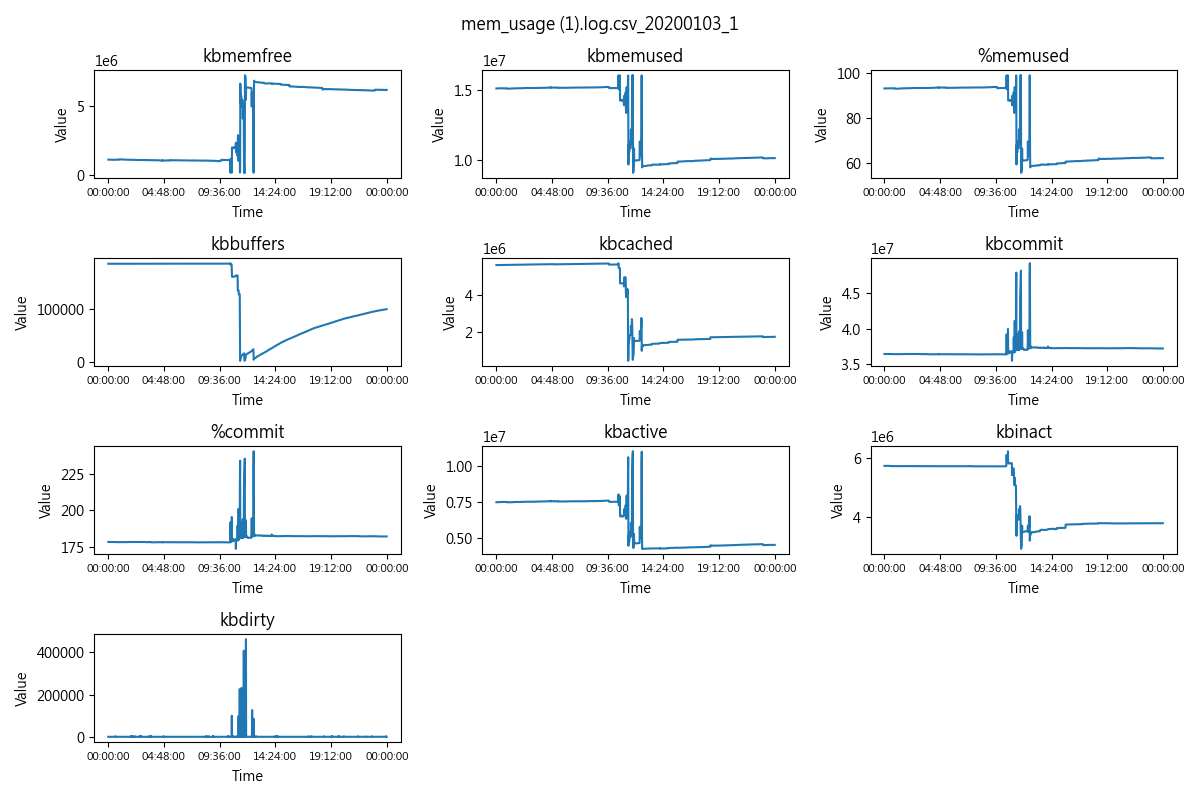 mem_usage (1).log.csv_20200103_1
kbmemfree
1e6
Value
5
0
00:00:00 04:48:00 09:36:00 14:24:00 19:12:00 00:00:00
Time
kbmemused
1e7
Value
1.5
1.0
00:00:00 04:48:00 09:36:00 14:24:00 19:12:00 00:00:00
Time
%memused
Value
100
80
60
00:00:00 04:48:00 09:36:00 14:24:00 19:12:00 00:00:00
Time
kbbuffers
Value
100000
0
00:00:00 04:48:00 09:36:00 14:24:00 19:12:00 00:00:00
Time
kbcached
1e6
Value
4
2
00:00:00 04:48:00 09:36:00 14:24:00 19:12:00 00:00:00
Time
kbcommit
1e7
Value
4.5
4.0
3.5
00:00:00 04:48:00 09:36:00 14:24:00 19:12:00 00:00:00
Time
%commit
Value
225
200
175
00:00:00 04:48:00 09:36:00 14:24:00 19:12:00 00:00:00
Time
kbactive
1e7
Value
1.00
0.75
0.50
00:00:00 04:48:00 09:36:00 14:24:00 19:12:00 00:00:00
Time
kbinact
1e6
Value
6
4
00:00:00 04:48:00 09:36:00 14:24:00 19:12:00 00:00:00
Time
kbdirty
Value
400000
200000
0
00:00:00 04:48:00 09:36:00 14:24:00 19:12:00 00:00:00
Time